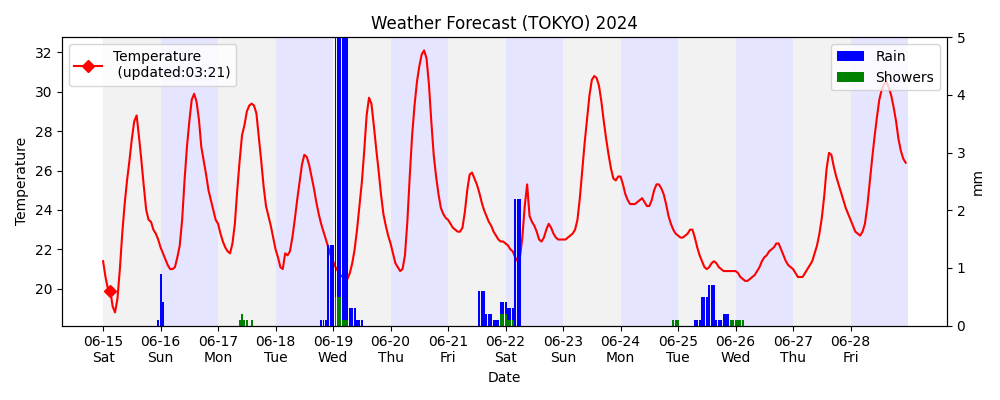 Weather Forecast (TOKYO) 2024
Temperature
(updated:03:21)
Rain
Showers
Temperature
32
30
28
26
24
22
20
5
4
3
2
1
0
mm
06-15 06-16 06-17 06-18 06-19 06-20 06-21 06-22 06-23 06-24 06-25 06-26 06-27 06-28
Sat Sun Mon Tue Wed Thu Fri Sat Sun Mon Tue Wed Thu Fri
Date